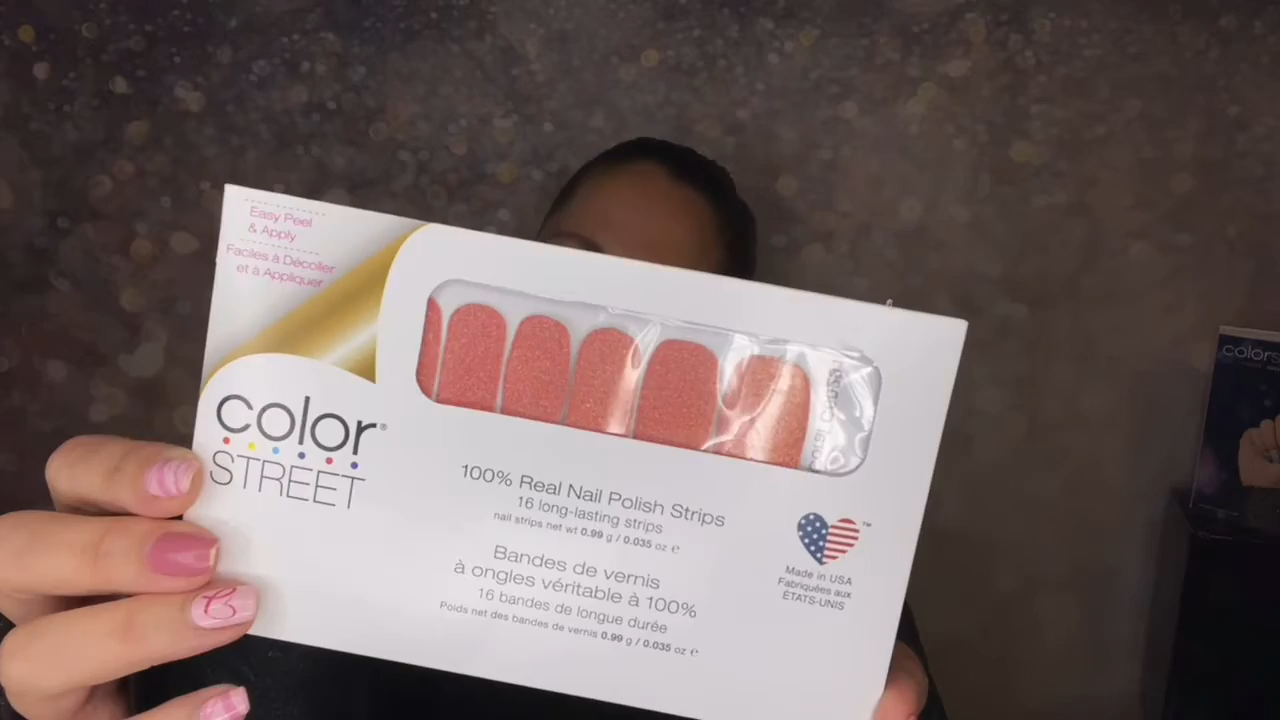 Easy Peel
& Apply
Faciles à Décoller
et à Appliquer
color®
STREET
100% Real Nail Polish Strips
16 long-lasting strips
nail strips net wt 0.99 g / 0.035 oz ℮
Bandes de vernis
à ongles véritable à 100%
16 bandes de longue durée
Poids net des bandes de vernis 0.99 g / 0.035 oz ℮
™
Made in USA
Fabriquées aux
ÉTATS-UNIS
colors